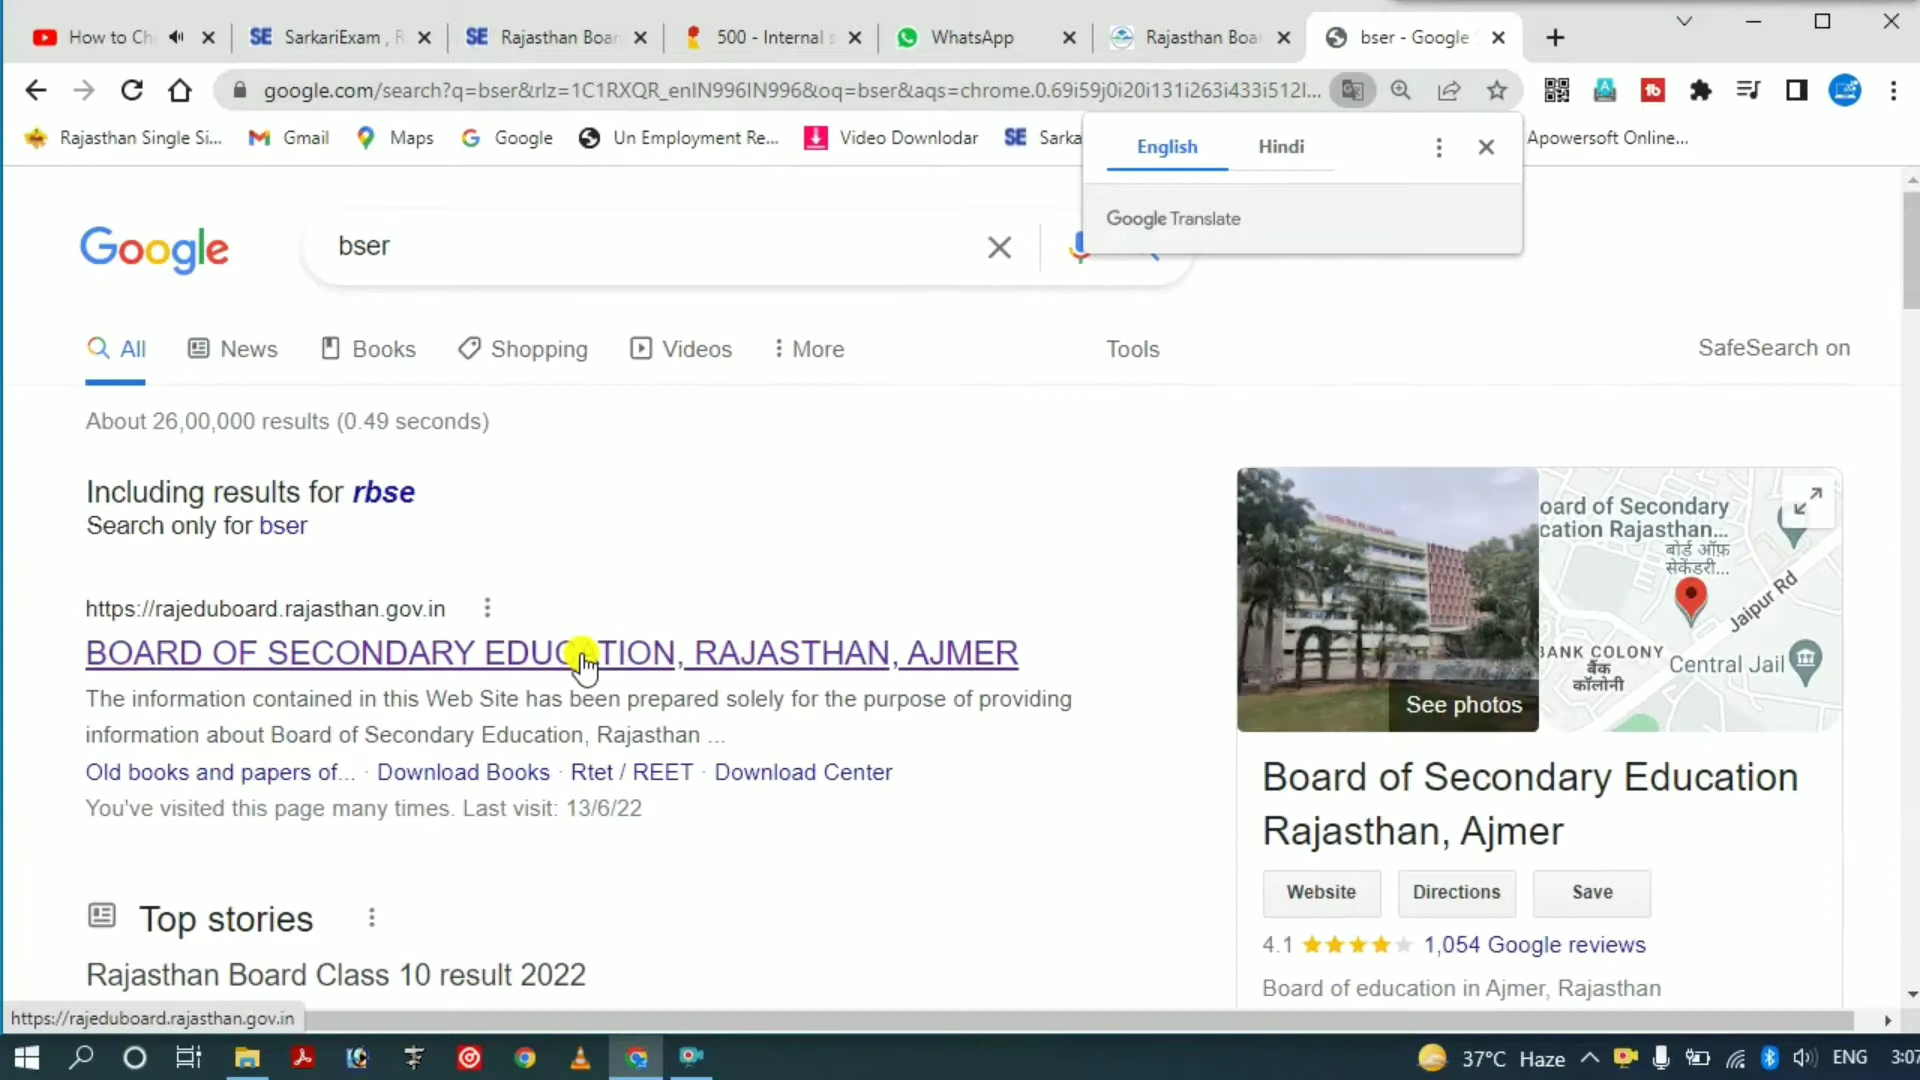 How to Ch
SarkariExam , R
Rajasthan Boar
500 - Internal s
WhatsApp
Rajasthan Boa
bser - Google
google.com/search?q=bser&rlz=1C1RXQR_enIN996IN996&oq=bser&aqs=chrome.0.69i59j0i20i131i263i433i512l...
Rajasthan Single Si...
Gmail
Maps
Google
Un Employment Re...
Video Downlodar
SE Sarka
Apowersoft Online...
English
Hindi
Google Translate
Google
bser
All
News
Books
Shopping
Videos
More
Tools
SafeSearch on
About 26,00,000 results (0.49 seconds)
Including results for rbse
Search only for bser
https://rajeduboard.rajasthan.gov.in
BOARD OF SECONDARY EDUCATION, RAJASTHAN, AJMER
The information contained in this Web Site has been prepared solely for the purpose of providing
information about Board of Secondary Education, Rajasthan ...
Old books and papers of... · Download Books · Rtet / REET · Download Center
You've visited this page many times. Last visit: 13/6/22
Top stories
Rajasthan Board Class 10 result 2022
See photos
oard of Secondary
cation Rajasthan...
बोर्ड ऑफ़
सेकेंडरी...
Jaipur Rd
BANK COLONY
बैंक
कॉलोनी
Central Jail
Board of Secondary Education
Rajasthan, Ajmer
Website
Directions
Save
4.1
1,054 Google reviews
Board of education in Ajmer, Rajasthan
https://rajeduboard.rajasthan.gov.in
37°C Haze
ENG
3:07